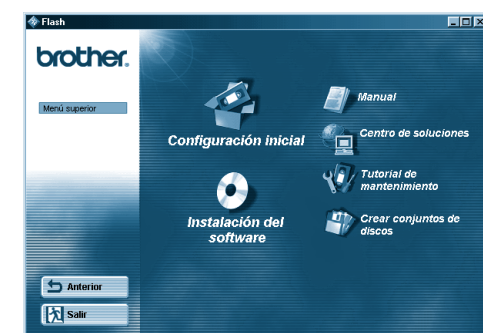 Flash
brother.
Menú superior
Configuración inicial
Instalación del
software
Manual
Centro de soluciones
Tutorial de
mantenimiento
Crear conjuntos de
discos
Anterior
Salir